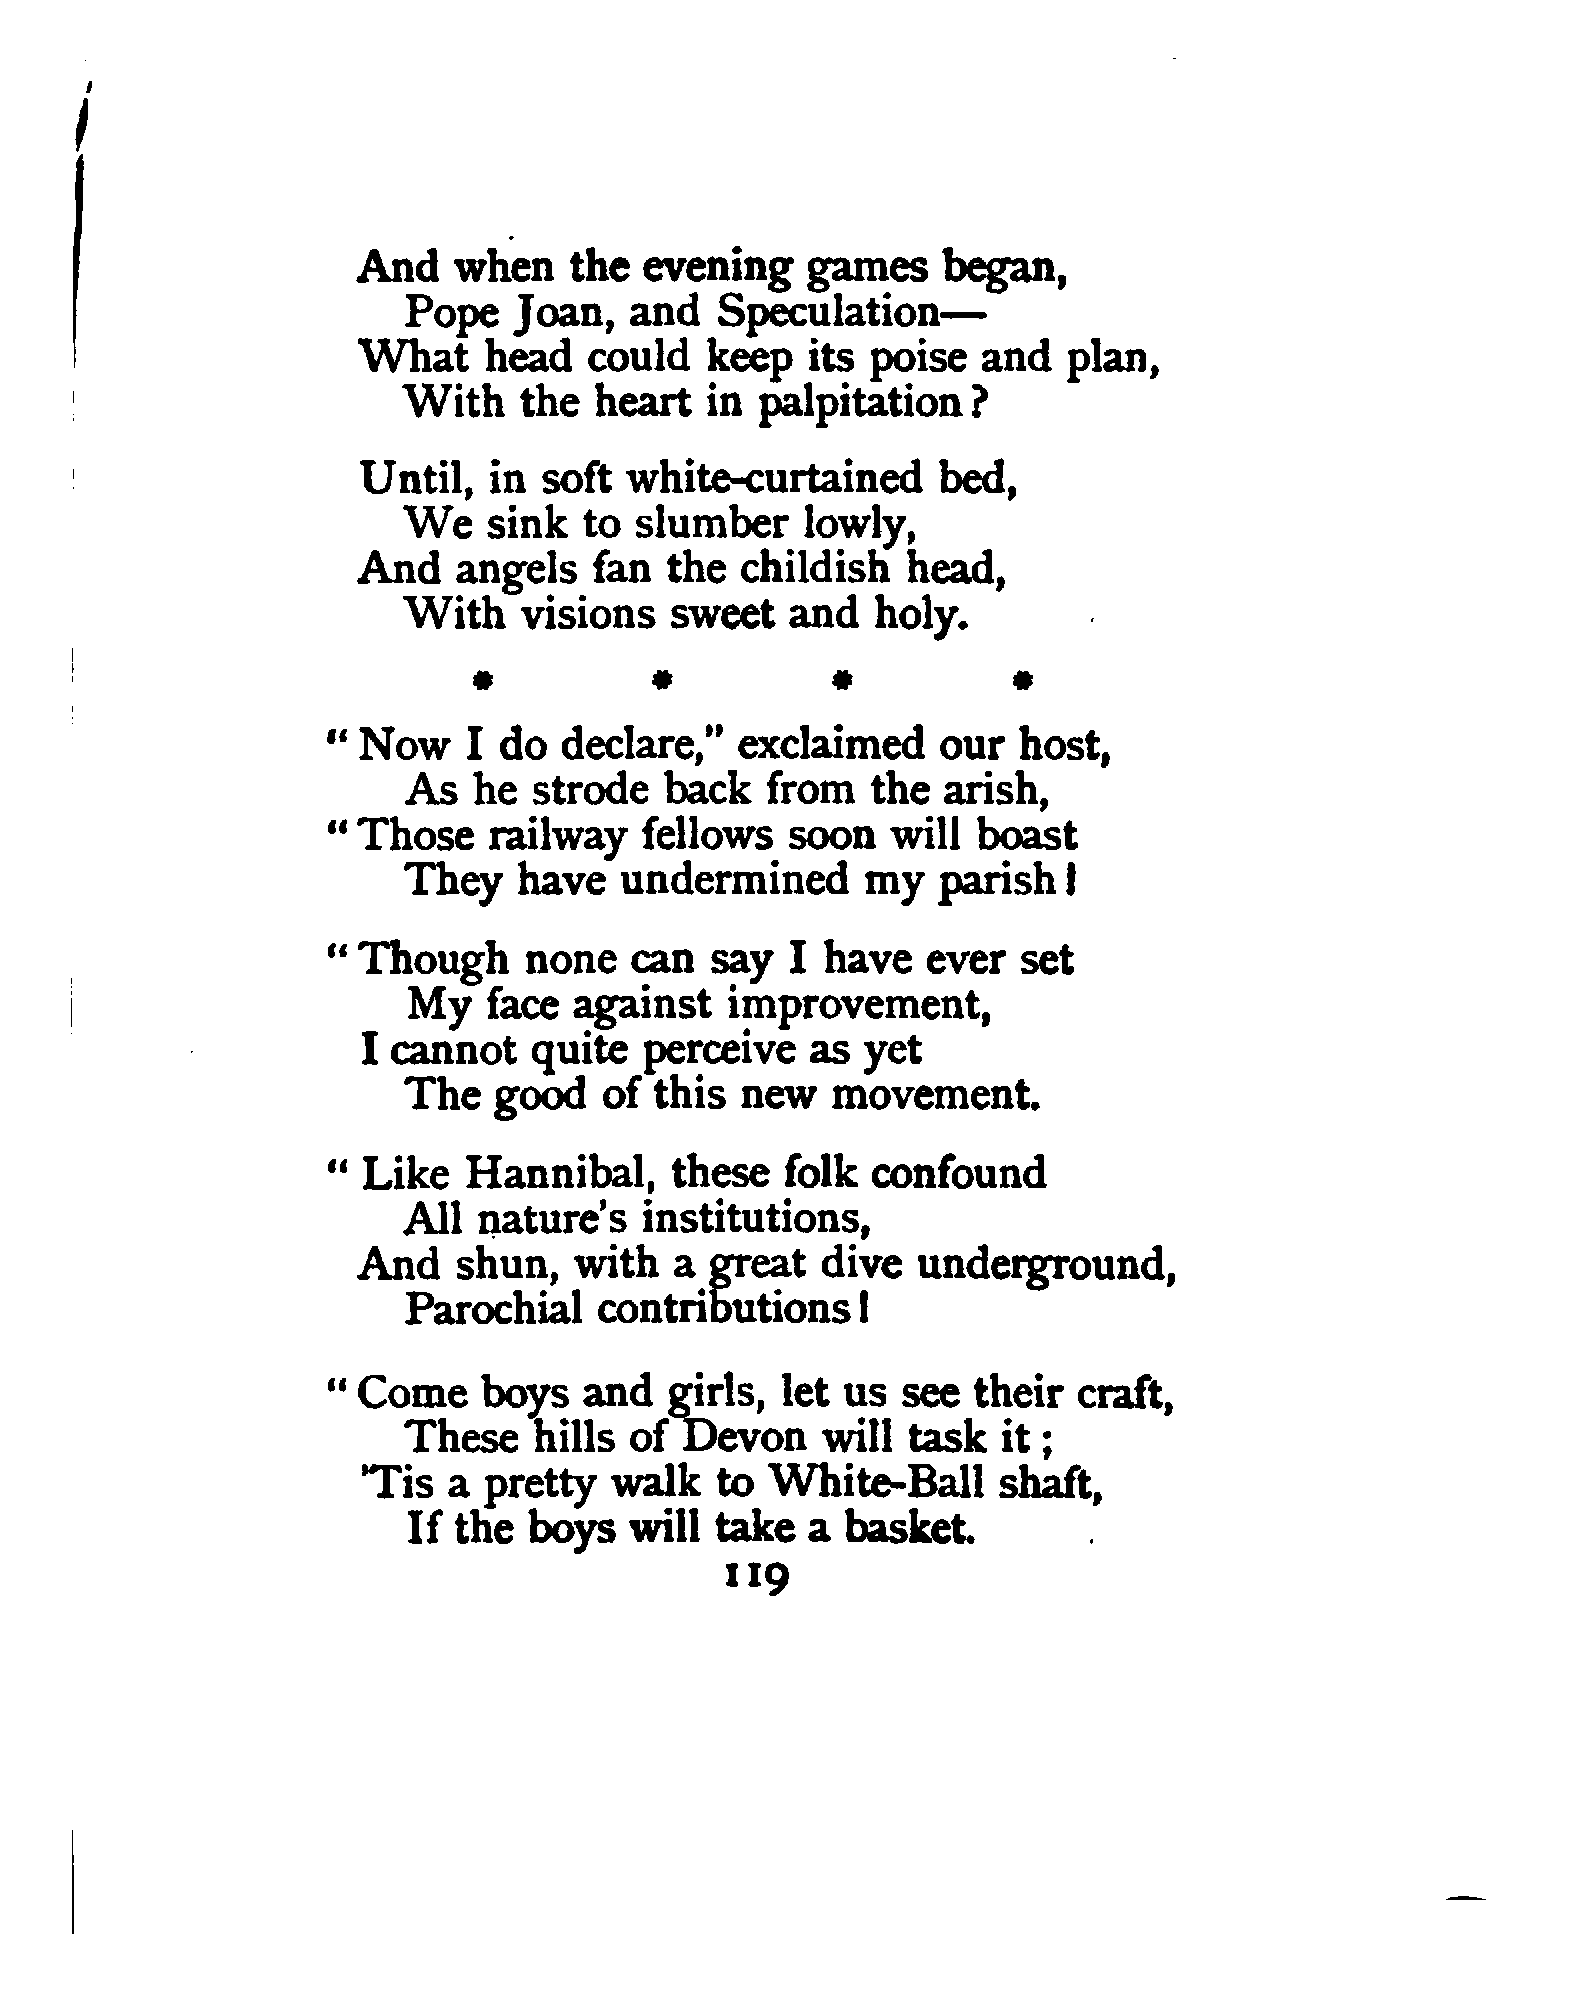 And when the evening games began,
Pope Joan, and Speculation—
What head could keep its poise and plan,
With the heart in palpitation?
Until, in soft white-curtained bed,
We sink to slumber lowly,
And angels fan the childish head,
With visions sweet and holy.
* * * *
“Now I do declare,” exclaimed our host,
As he strode back from the arish,
“Those railway fellows soon will boast
They have undermined my parish!
“Though none can say I have ever set
My face against improvement,
I cannot quite perceive as yet
The good of this new movement.
“Like Hannibal, these folk confound
All nature's institutions,
And shun, with a great dive underground,
Parochial contributions!
“Come boys and girls, let us see their craft,
These hills of Devon will task it;
'Tis a pretty walk to White-Ball shaft,
If the boys will take a basket.
119